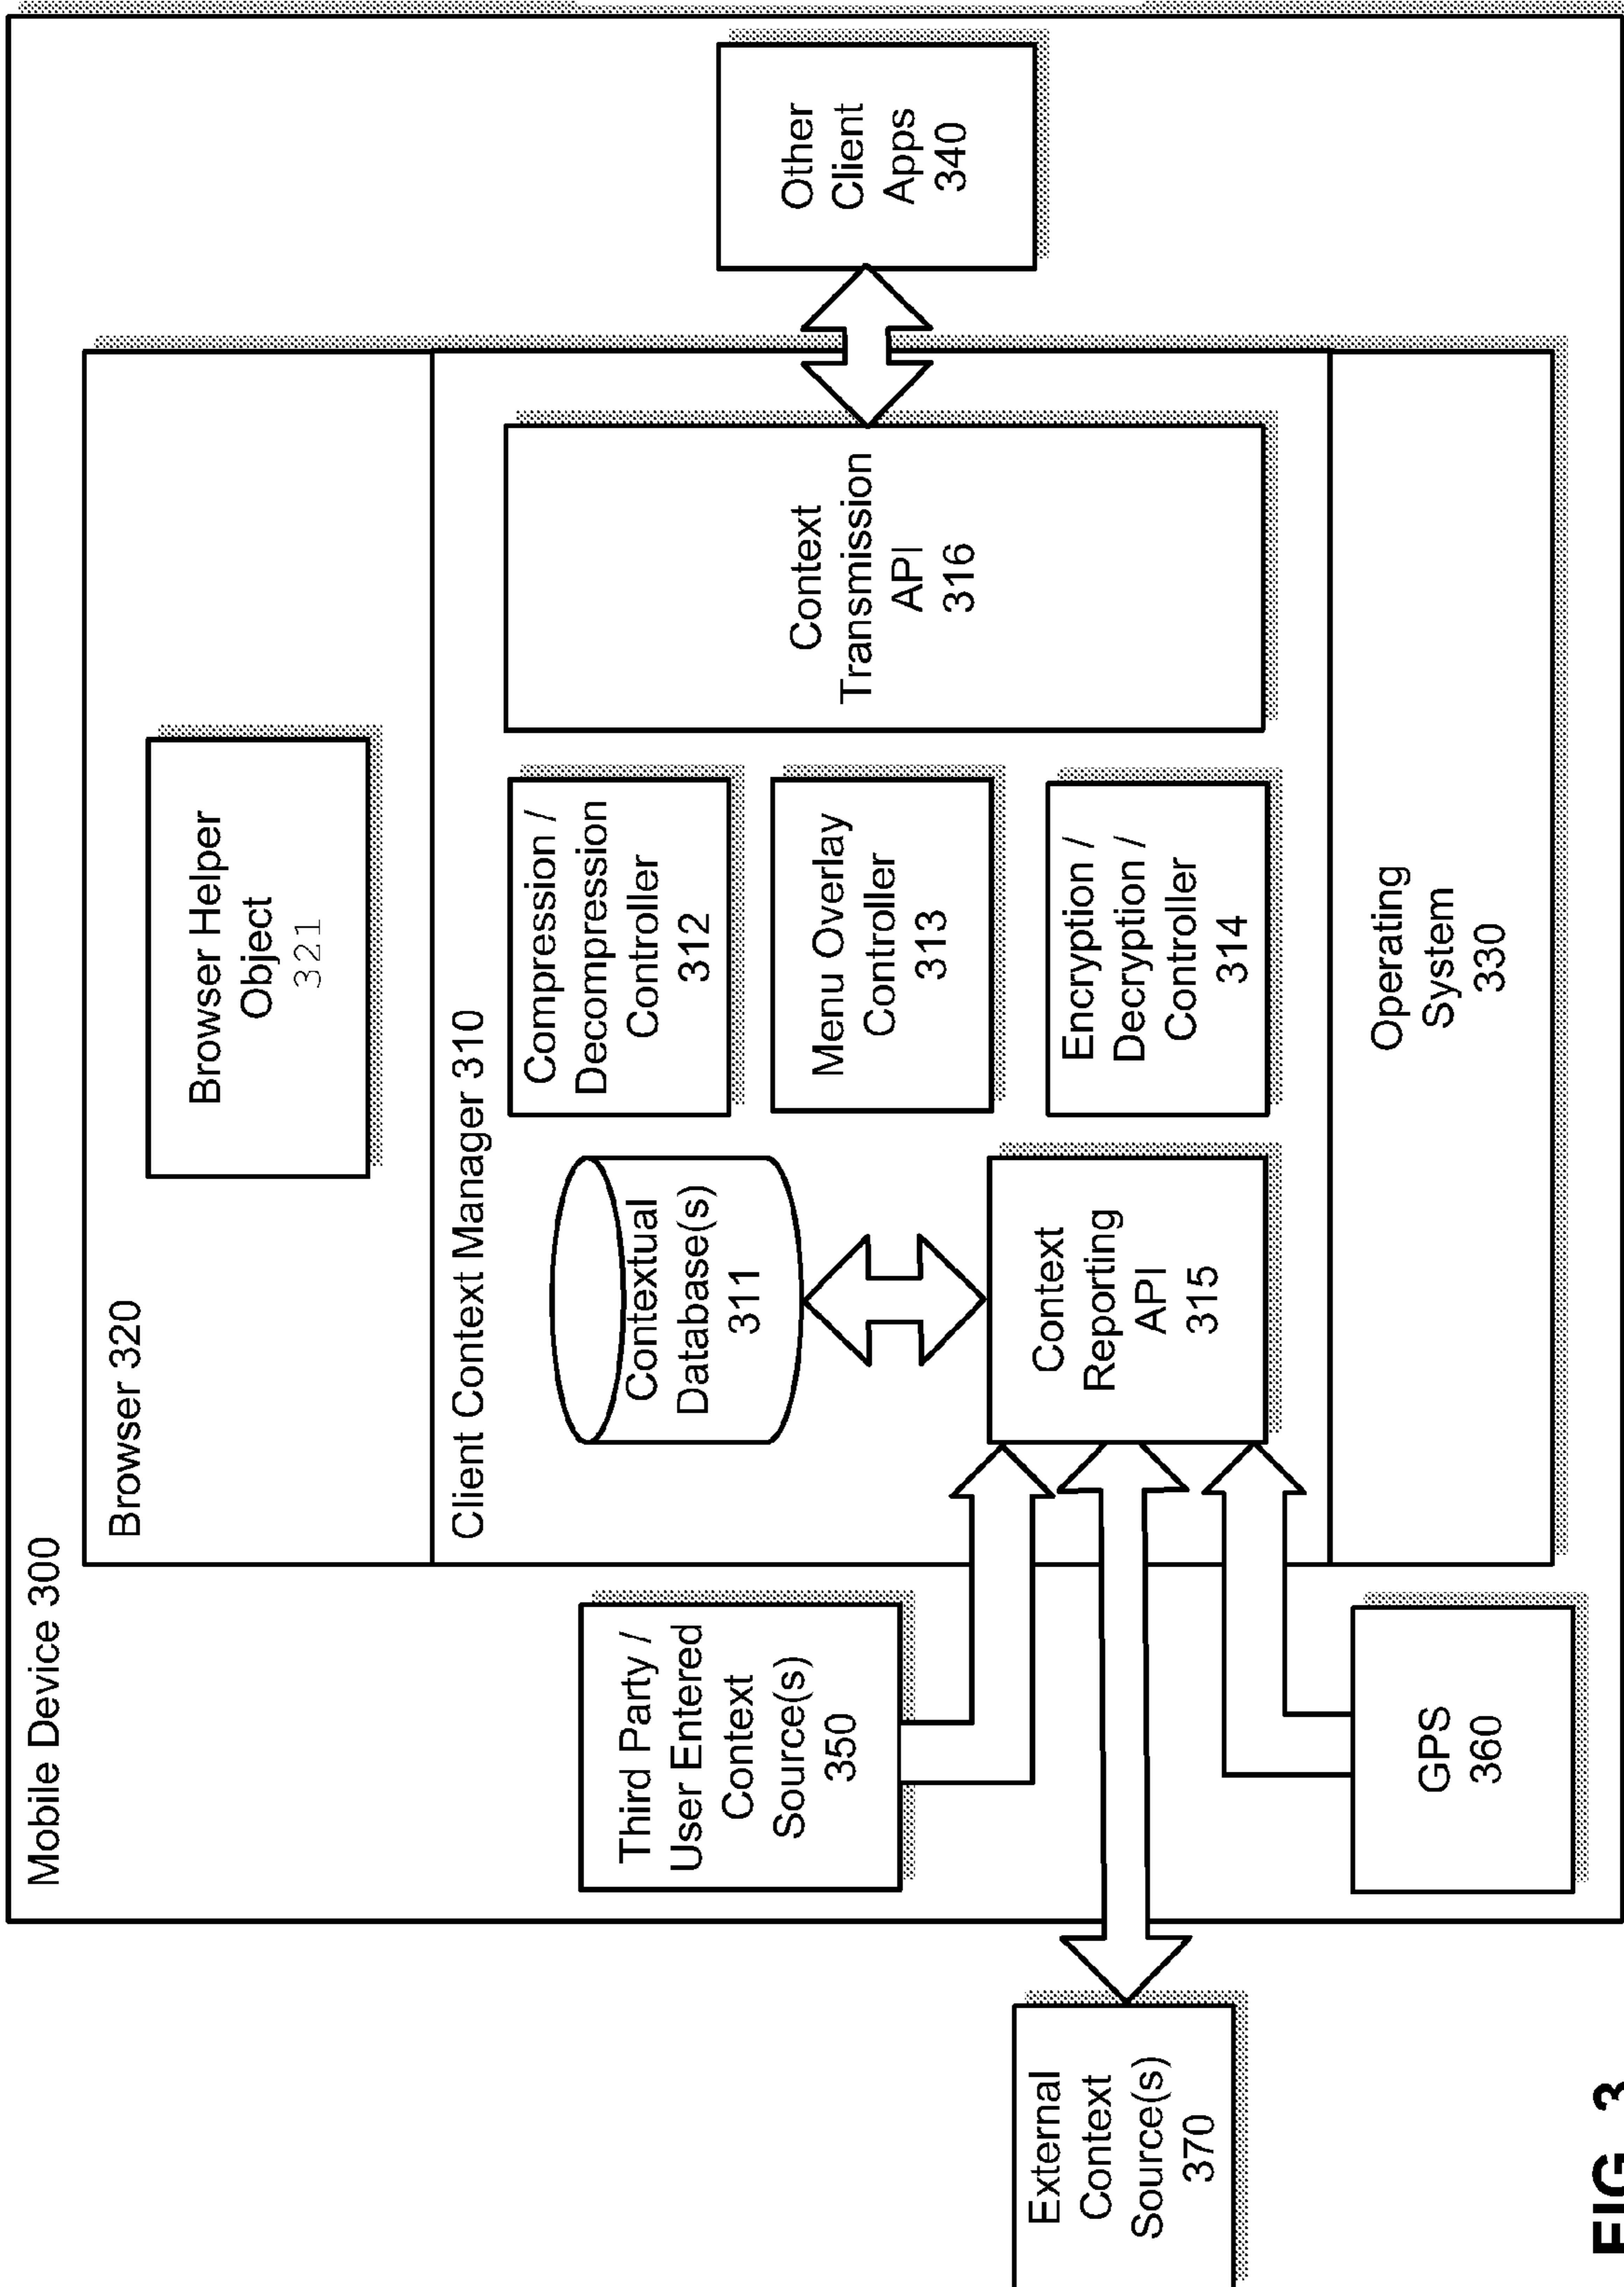 Mobile Device 300
Browser 320
Browser Helper
Object
321
Client Context Manager 310
Third Party /
User Entered
Context
Source(s)
350
Contextual
Database(s)
311
Compression /
Decompression
Controller
312
Menu Overlay
Controller
313
Encryption /
Decryption /
Controller
314
Context
Transmission
API
316
Other
Client
Apps
340
External
Context
Source(s)
370
Context
Reporting
API
315
GPS
360
Operating
System
330
FIG. 3